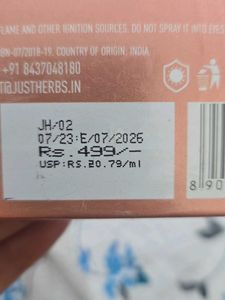 FLAME AND OTHER IGNITION SOURCES. DO NOT SPRAY IT INTO EYES
BN-07/2018-19, COUNTRY OF ORIGIN, INDIA.
+91 8437048180
T@JUSTHERBS.IN
JH/02
07/23:E/07/2026
Rs.499/-
USP:RS.20.79/ml
890